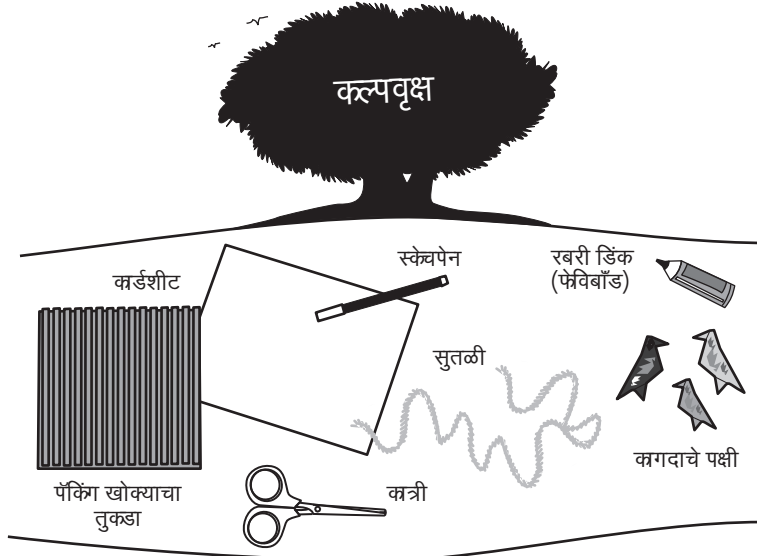 कल्पवृक्ष
स्केचपेन
रबरी डिंक
(फेविबाँड)
कार्डशीट
सुतळी
कागदाचे पक्षी
पॅकिंग खोक्याचा
तुकडा
कात्री